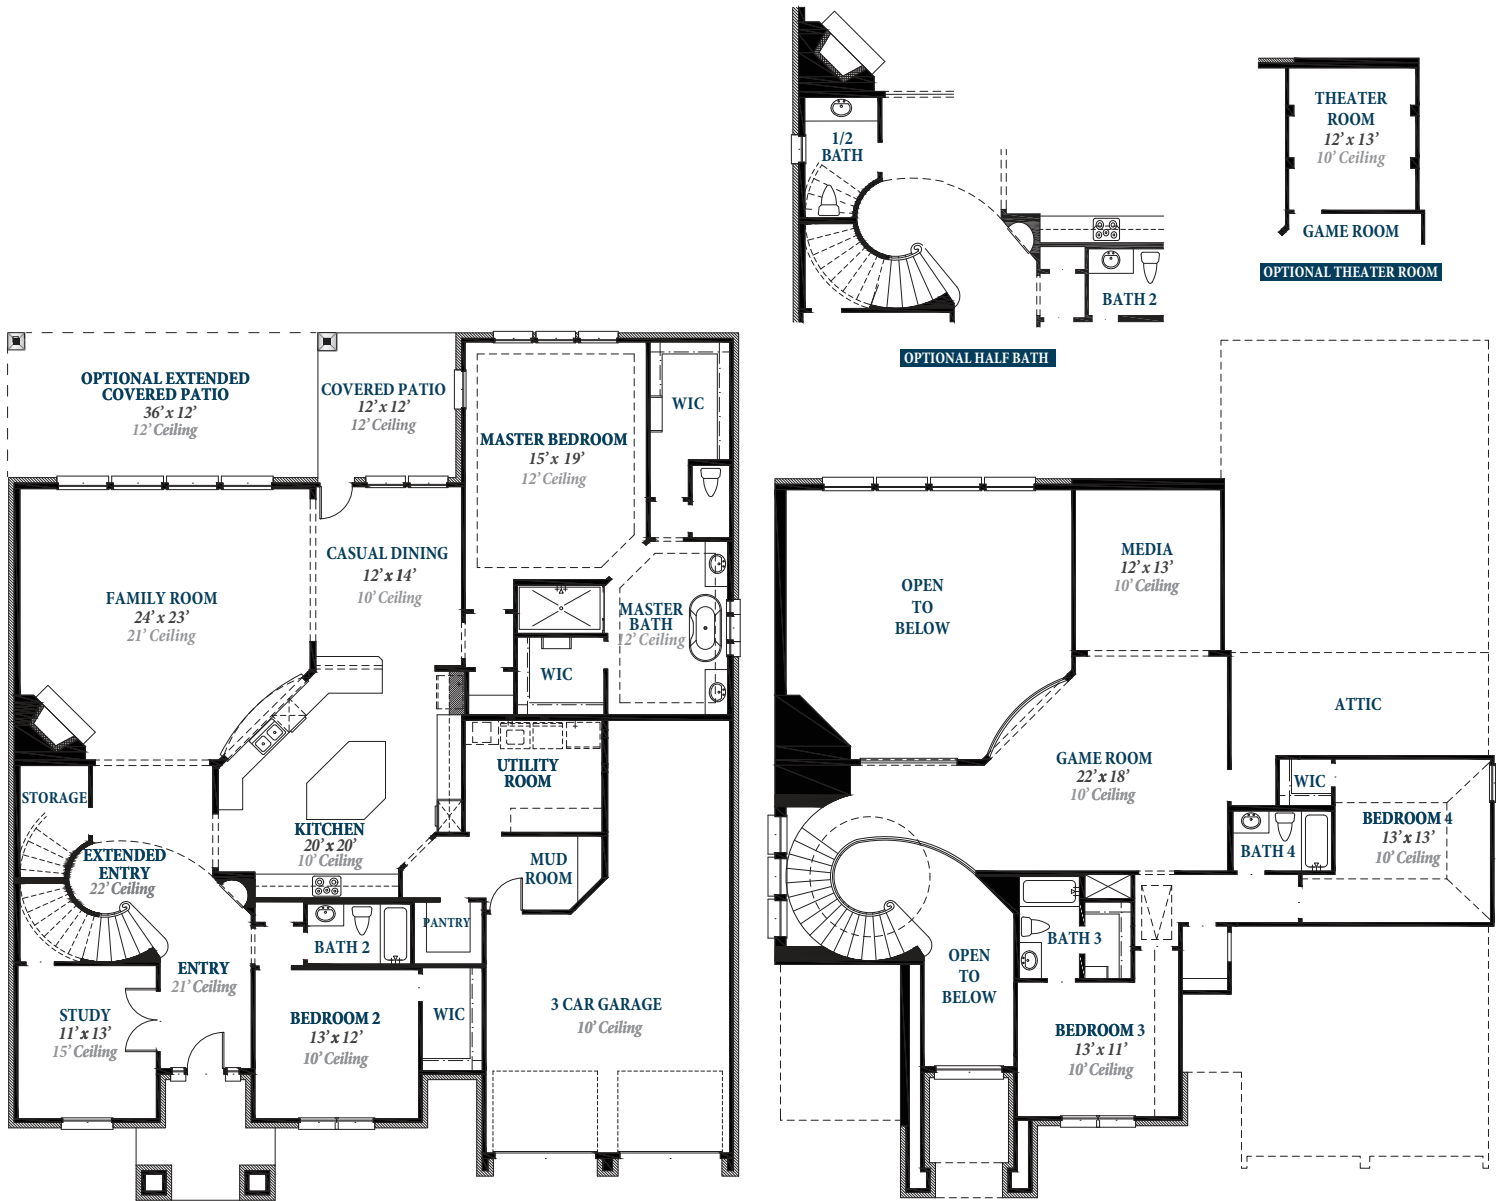 1/2
BATH
BATH 2
OPTIONAL HALF BATH
THEATER
ROOM
12' x 13'
10' Ceiling
GAME ROOM
OPTIONAL THEATER ROOM
OPTIONAL EXTENDED
COVERED PATIO
36' x 12'
12' Ceiling
COVERED PATIO
12' x 12'
12' Ceiling
MASTER BEDROOM
15' x 19'
12' Ceiling
WIC
FAMILY ROOM
24' x 23'
21' Ceiling
CASUAL DINING
12' x 14'
10' Ceiling
MASTER
BATH
12' Ceiling
WIC
UTILITY
ROOM
STORAGE
KITCHEN
20' x 20'
10' Ceiling
EXTENDED
ENTRY
22' Ceiling
MUD
ROOM
PANTRY
BATH 2
ENTRY
21' Ceiling
STUDY
11' x 13'
15' Ceiling
BEDROOM 2
13' x 12'
10' Ceiling
WIC
3 CAR GARAGE
10' Ceiling
OPEN
TO
BELOW
MEDIA
12' x 13'
10' Ceiling
ATTIC
GAME ROOM
22' x 18'
10' Ceiling
WIC
BEDROOM 4
13' x 13'
10' Ceiling
BATH 4
BATH 3
OPEN
TO
BELOW
BEDROOM 3
13' x 11'
10' Ceiling